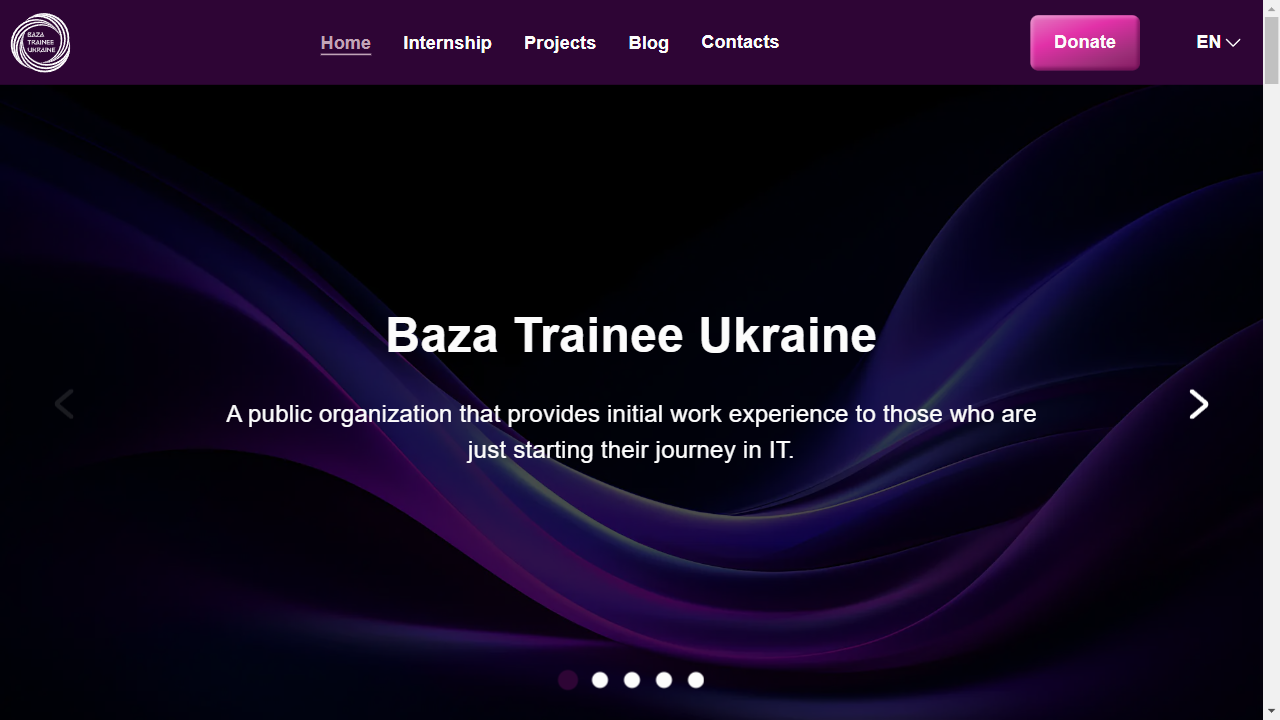 BAZA
TRAINEE
UKRAINE
Home
Internship
Projects
Blog
Contacts
Donate
EN
Baza Trainee Ukraine
A public organization that provides initial work experience to those who are
just starting their journey in IT.